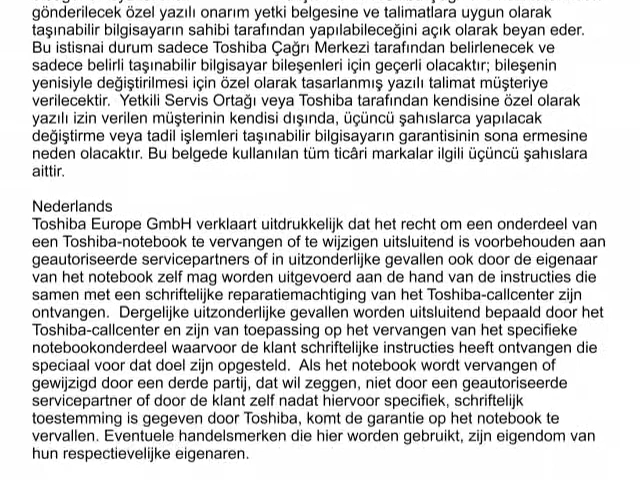 gönderilecek özel yazılı onarım yetki belgesine ve talimatlara uygun olarak
taşınabilir bilgisayarın sahibi tarafından yapılabileceğini açık olarak beyan eder.
Bu istisnai durum sadece Toshiba Çağrı Merkezi tarafından belirlenecek ve
sadece belirli taşınabilir bilgisayar bileşenleri için geçerli olacaktır; bileşenin
yenisiyle değiştirilmesi için özel olarak tasarlanmış yazılı talimat müşteriye
verilecektir.  Yetkili Servis Ortağı veya Toshiba tarafından kendisine özel olarak
yazılı izin verilen müşterinin kendisi dışında, üçüncü şahıslarca yapılacak
değiştirme veya tadil işlemleri taşınabilir bilgisayarın garantisinin sona ermesine
neden olacaktır. Bu belgede kullanılan tüm ticâri markalar ilgili üçüncü şahıslara
aittir.
Nederlands
Toshiba Europe GmbH verklaart uitdrukkelijk dat het recht om een onderdeel van
een Toshiba-notebook te vervangen of te wijzigen uitsluitend is voorbehouden aan
geautoriseerde servicepartners of in uitzonderlijke gevallen ook door de eigenaar
van het notebook zelf mag worden uitgevoerd aan de hand van de instructies die
samen met een schriftelijke reparatiemachtiging van het Toshiba-callcenter zijn
ontvangen.  Dergelijke uitzonderlijke gevallen worden uitsluitend bepaald door het
Toshiba-callcenter en zijn van toepassing op het vervangen van het specifieke
notebookonderdeel waarvoor de klant schriftelijke instructies heeft ontvangen die
speciaal voor dat doel zijn opgesteld.  Als het notebook wordt vervangen of
gewijzigd door een derde partij, dat wil zeggen, niet door een geautoriseerde
servicepartner of door de klant zelf nadat hiervoor specifiek, schriftelijk
toestemming is gegeven door Toshiba, komt de garantie op het notebook te
vervallen. Eventuele handelsmerken die hier worden gebruikt, zijn eigendom van
hun respectievelijke eigenaren.